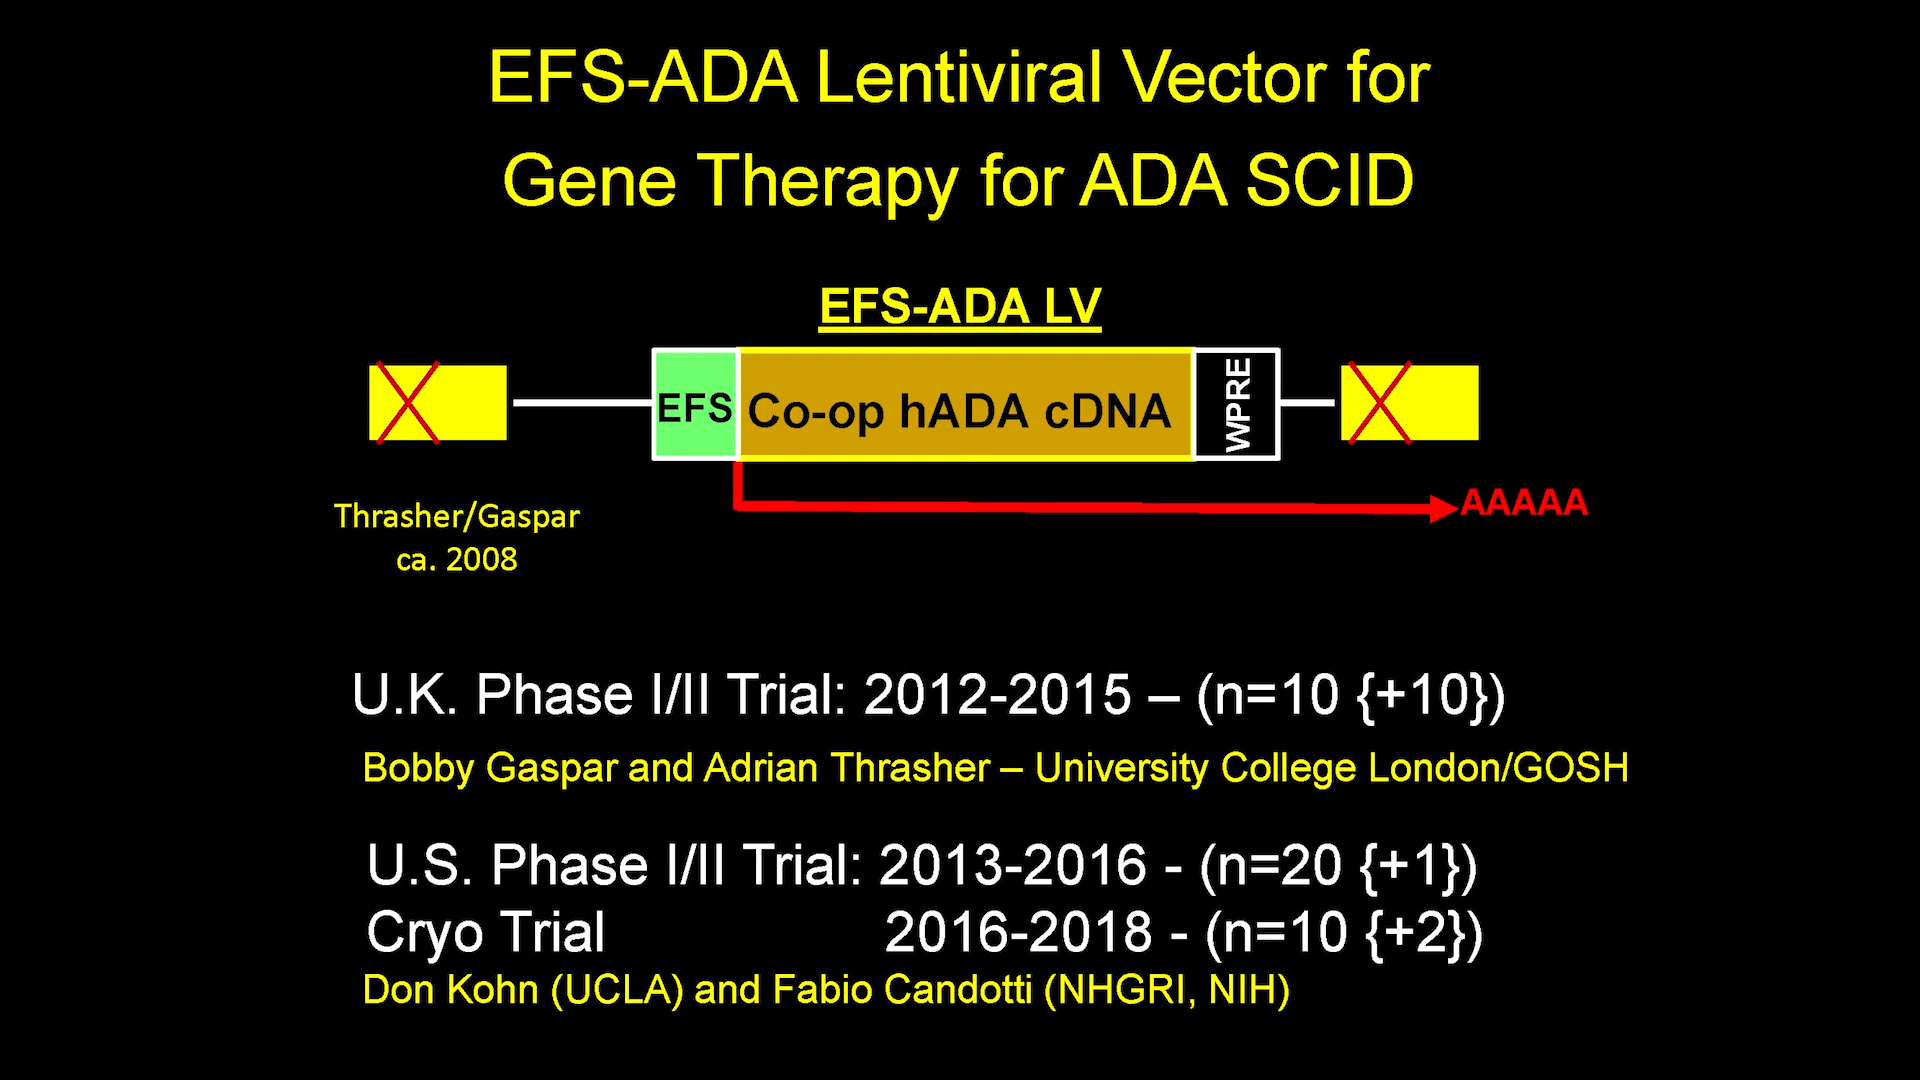 EFS-ADA Lentiviral Vector for
Gene Therapy for ADA SCID
EFS-ADA LV
EFS
Co-op hADA cDNA
WPRE
AAAAA
Thrasher/Gaspar
ca. 2008
U.K. Phase I/II Trial: 2012-2015 – (n=10 {+10})
Bobby Gaspar and Adrian Thrasher – University College London/GOSH
U.S. Phase I/II Trial: 2013-2016 - (n=20 {+1})
Cryo Trial 2016-2018 - (n=10 {+2})
Don Kohn (UCLA) and Fabio Candotti (NHGRI, NIH)